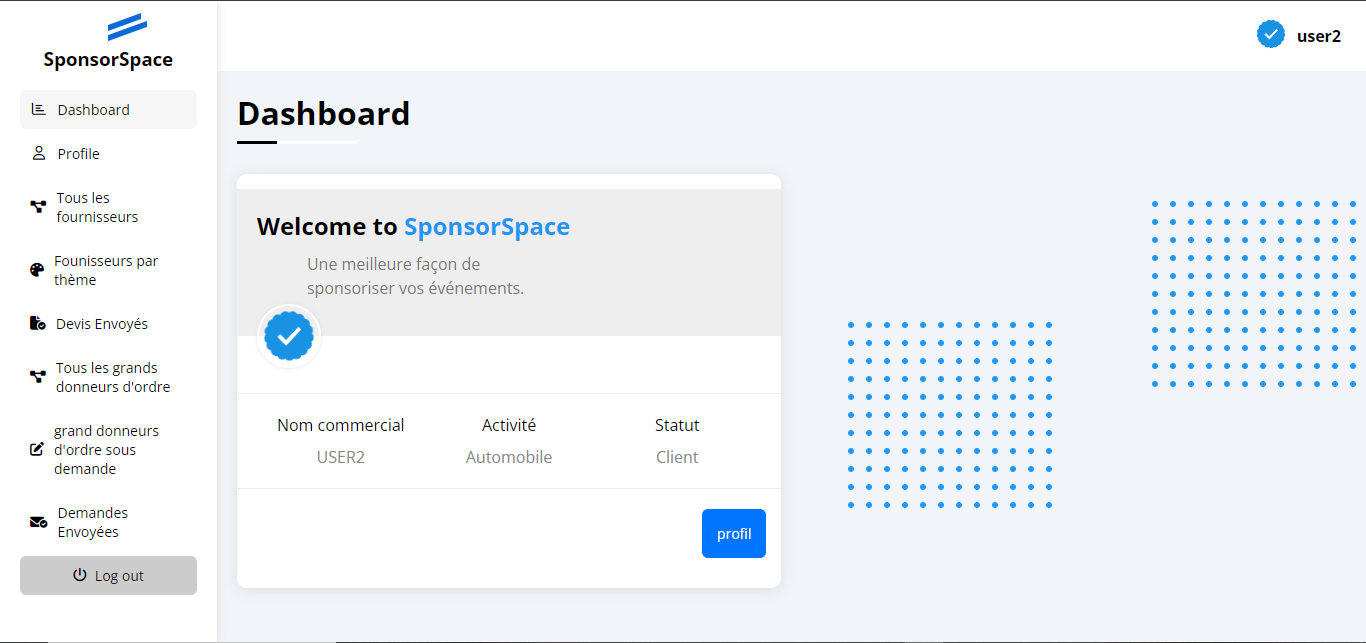 SponsorSpace
Dashboard
Profile
Tous les
fournisseurs
Founisseurs par
thème
Devis Envoyés
Tous les grands
donneurs d'ordre
grand donneurs
d'ordre sous
demande
Demandes
Envoyées
Log out
user2
Dashboard
Welcome to SponsorSpace
Une meilleure façon de
sponsoriser vos événements.
Nom commercial Activité Statut
USER2 Automobile Client
profil